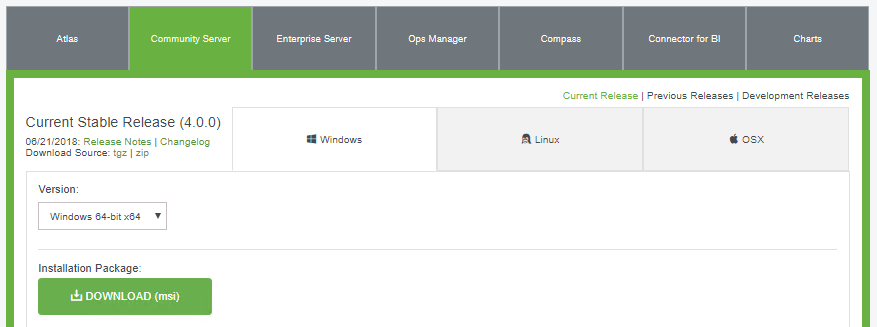 Atlas
Community Server
Enterprise Server
Ops Manager
Compass
Connector for BI
Charts
Current Release | Previous Releases | Development Releases
Current Stable Release (4.0.0)
06/21/2018: Release Notes | Changelog
Download Source: tgz | zip
Windows
Linux
OSX
Version:
Windows 64-bit x64
Installation Package:
DOWNLOAD (msi)